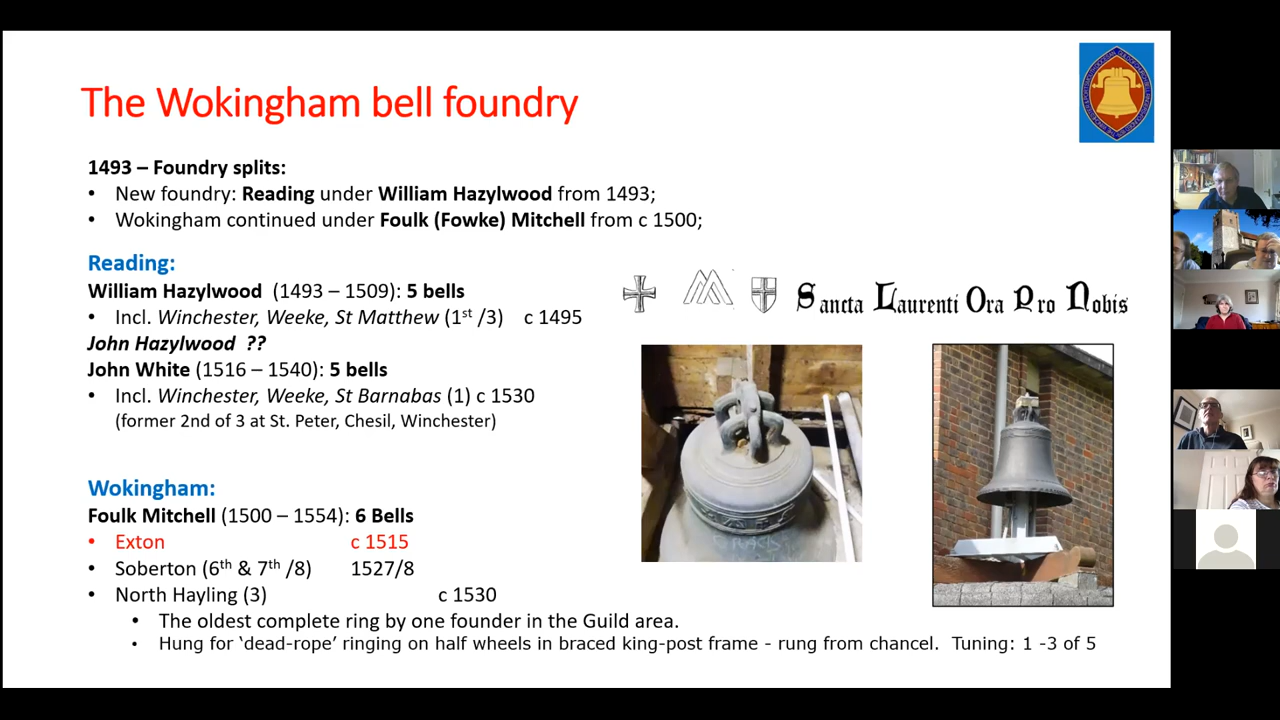 The Wokingham bell foundry
1493 – Foundry splits:
• New foundry: Reading under William Hazylwood from 1493;
• Wokingham continued under Foulk (Fowke) Mitchell from c 1500;
Reading:
William Hazylwood (1493 – 1509): 5 bells
• Incl. Winchester, Weeke, St Matthew (1st /3) c 1495
John Hazylwood ??
John White (1516 – 1540): 5 bells
• Incl. Winchester, Weeke, St Barnabas (1) c 1530
(former 2nd of 3 at St. Peter, Chesil, Winchester)
Sancta Laurenti Ora Pro Nobis
Wokingham:
Foulk Mitchell (1500 – 1554): 6 Bells
• Exton c 1515
• Soberton (6th & 7th /8) 1527/8
• North Hayling (3) c 1530
• The oldest complete ring by one founder in the Guild area.
• Hung for ‘dead-rope’ ringing on half wheels in braced king-post frame - rung from chancel. Tuning: 1 -3 of 5